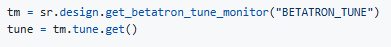 tm = sr.design.get_betatron_tune_monitor("BETATRON_TUNE")
tune = tm.tune.get()